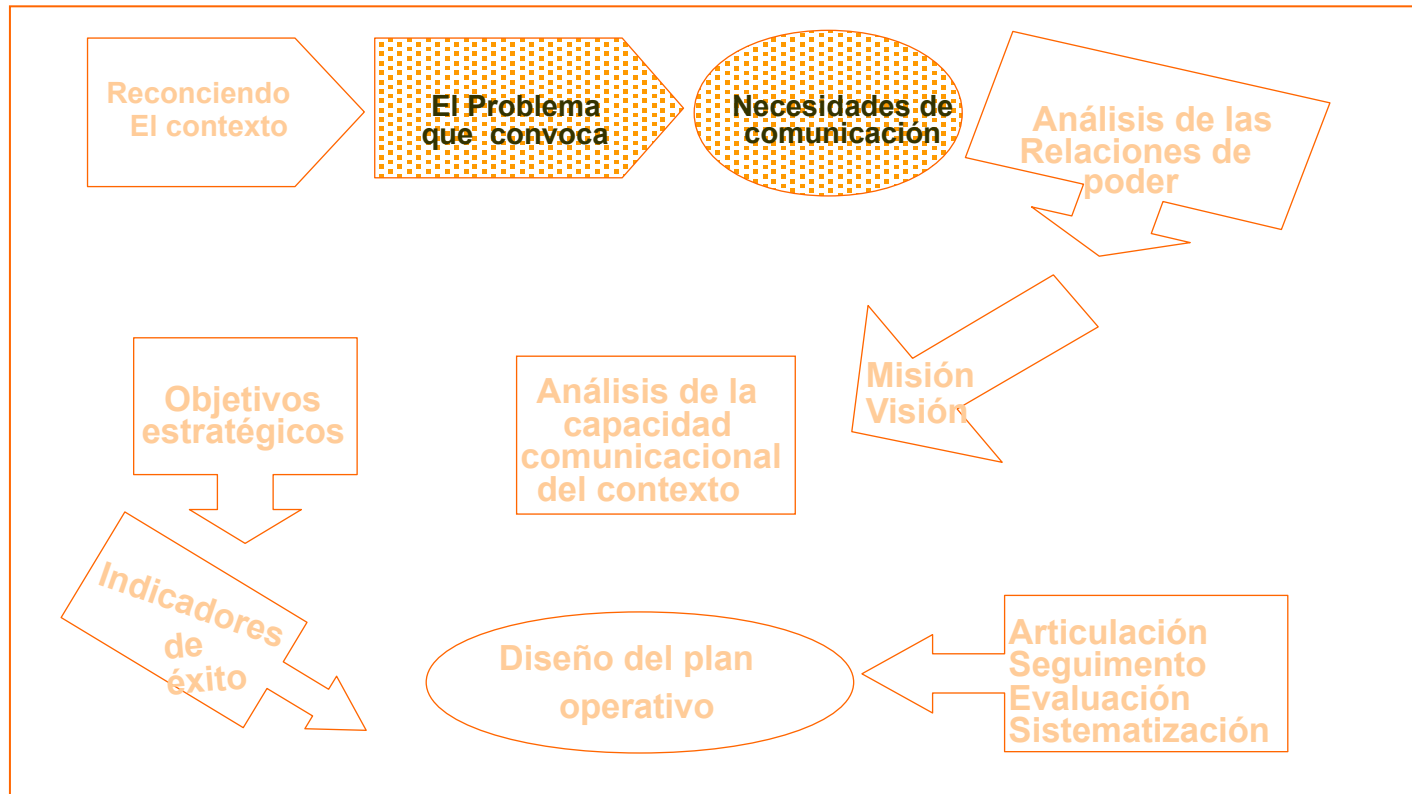 Reconciendo
El contexto
El Problema
que convoca
Necesidades de
comunicación
Análisis de las
Relaciones de
poder
Misión
Visión
Análisis de la
capacidad
comunicacional
del contexto
Objetivos
estratégicos
Indicadores
de
éxito
Diseño del plan
operativo
Articulación
Seguimento
Evaluación
Sistematización